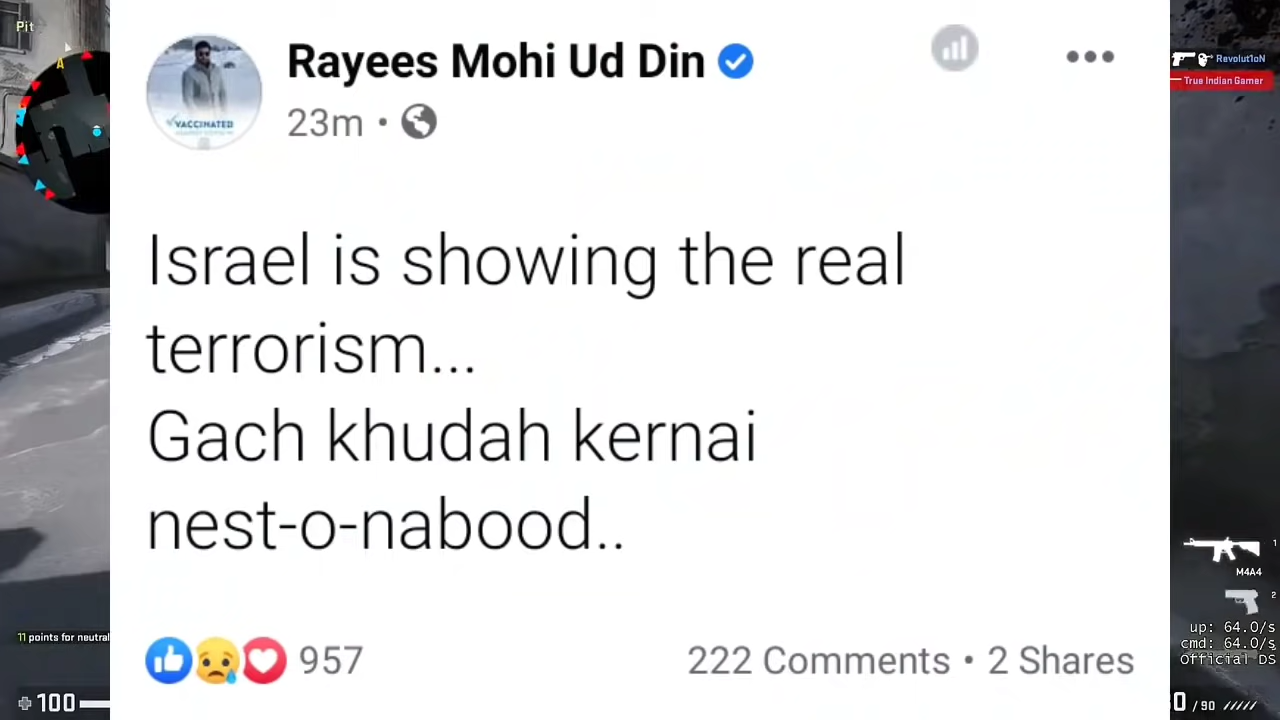 Pit
A
Rayees Mohi Ud Din
23m
VACCINATED
Israel is showing the real
terrorism...
Gach khudah kernai
nest-o-nabood..
957
222 Comments • 2 Shares
Revolut1oN
True Indian Gamer
11 points for neutral
100
1
M4A4
2
up: 64.0/s
cmd: 64.0/s
Official DS
/ 90